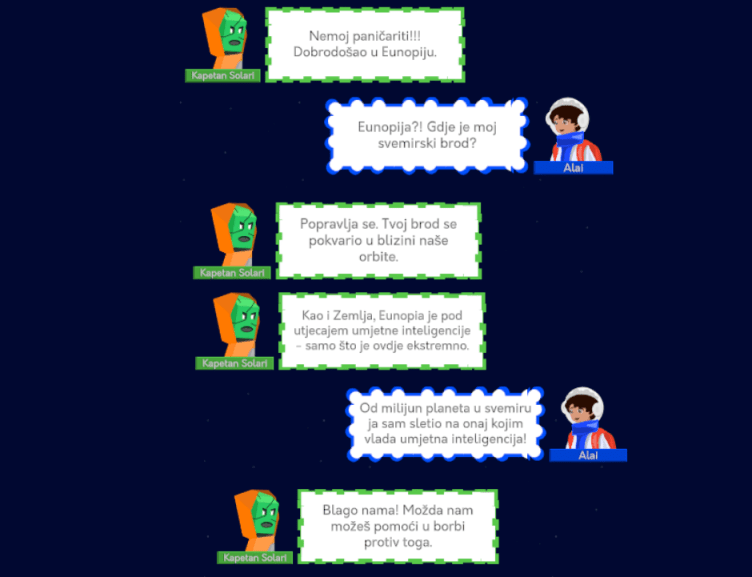 Nemoj paničariti!!!
Dobrodošao u Eunopiju.
Kapetan Solari
Eunopija?! Gdje je moj
svemirski brod?
Alai
Popravlja se. Tvoj brod se
pokvario u blizini naše
orbite.
Kapetan Solari
Kao i Zemlja, Eunopia je pod
utjecajem umjetne inteligencije
– samo što je ovdje ekstremno.
Kapetan Solari
Od milijun planeta u svemiru
ja sam sletio na onaj kojim
vlada umjetna inteligencija!
Alai
Blago nama! Možda nam
možeš pomoći u borbi
protiv toga.
Kapetan Solari